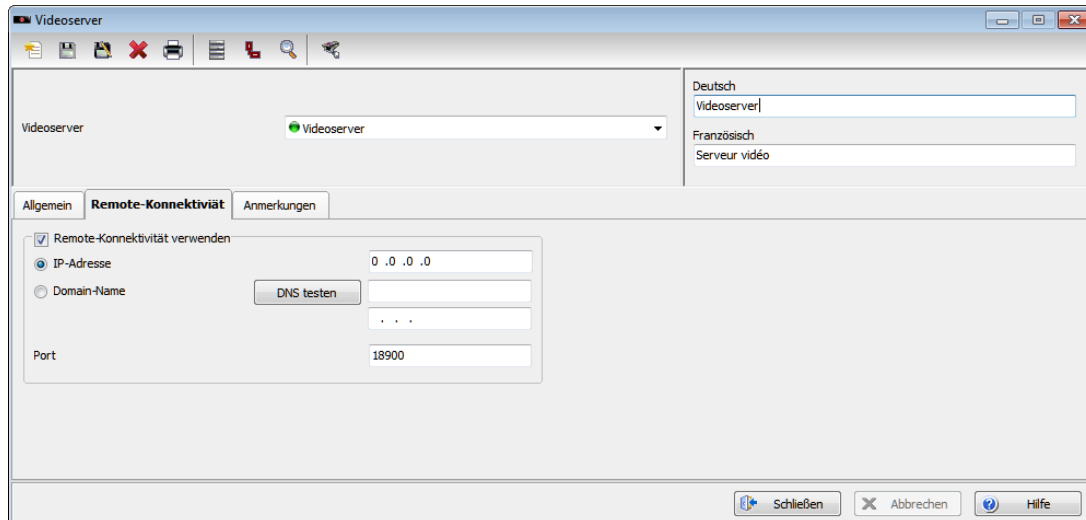 Videoserver
Deutsch
Videoserver
Videoserver
Videoserver
Französisch
Serveur vidéo
Allgemein
Remote-Konnektiviät
Anmerkungen
Remote-Konnektivität verwenden
IP-Adresse
0 .0 .0 .0
Domain-Name
DNS testen
. . .
Port
18900
Schließen
Abbrechen
Hilfe